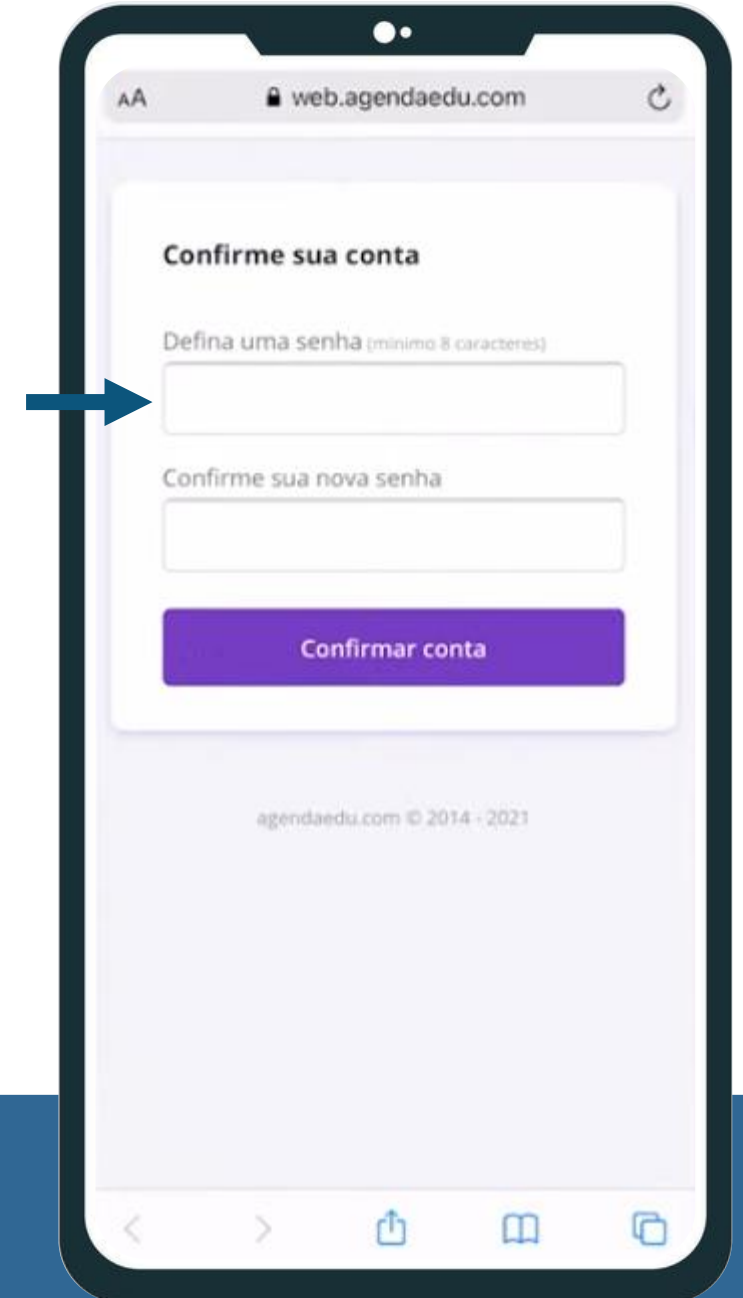 AA web.agendaedu.com
Confirme sua conta
Defina uma senha (mínimo 8 caracteres)
Confirme sua nova senha
Confirmar conta
agendaedu.com © 2014 - 2021